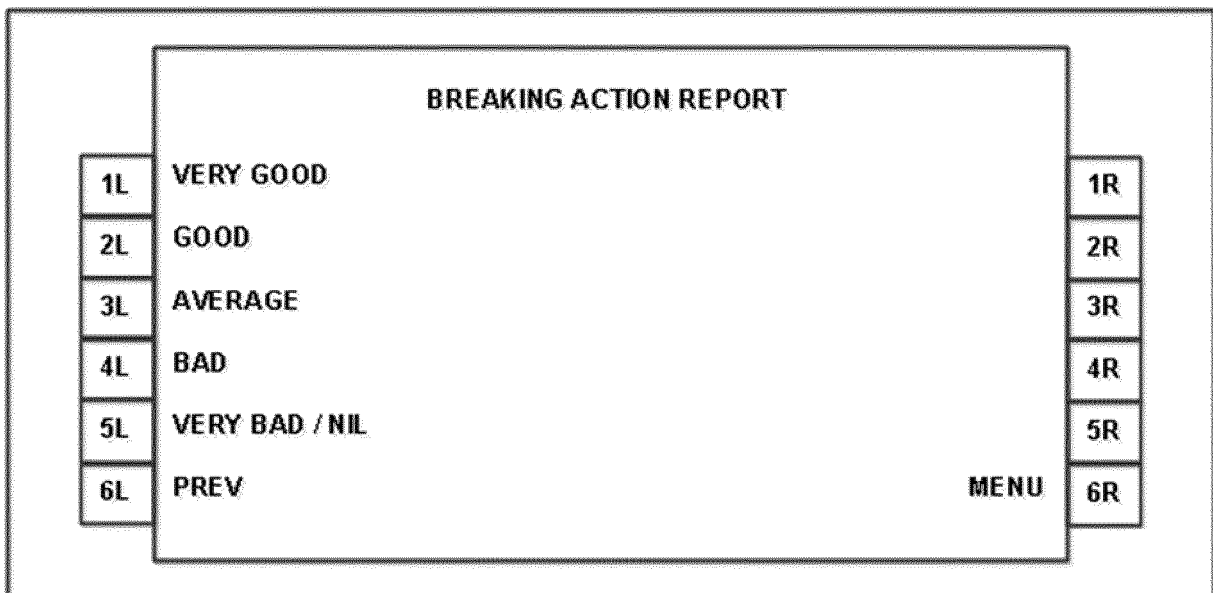 BREAKING ACTION REPORT
1L VERY GOOD 1R
2L GOOD 2R
3L AVERAGE 3R
4L BAD 4R
5L VERY BAD / NIL 5R
6L PREV MENU 6R